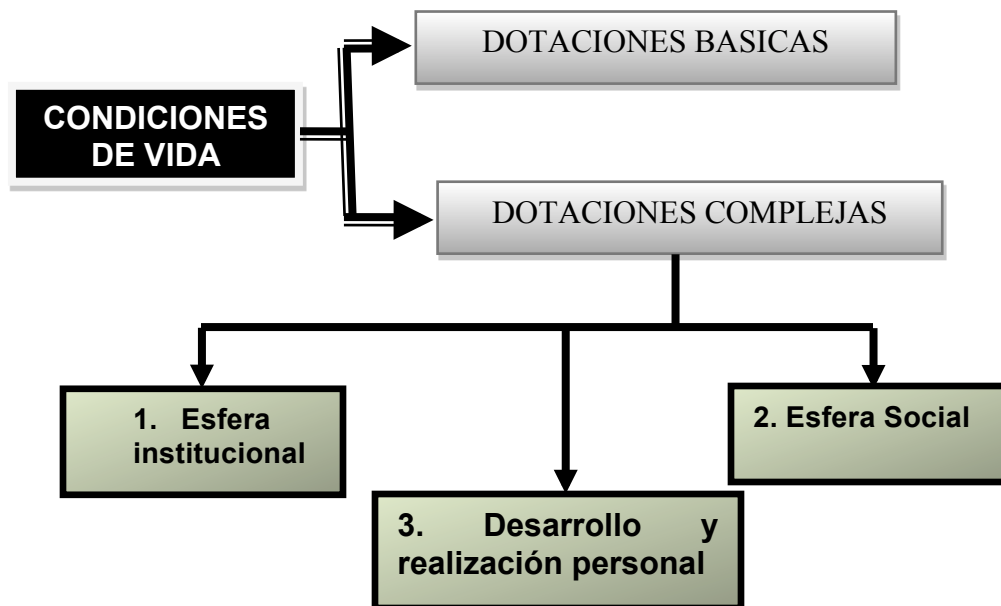 DOTACIONES BASICAS
CONDICIONES
DE VIDA
DOTACIONES COMPLEJAS
1. Esfera
institucional
2. Esfera Social
3. Desarrollo y
realización personal